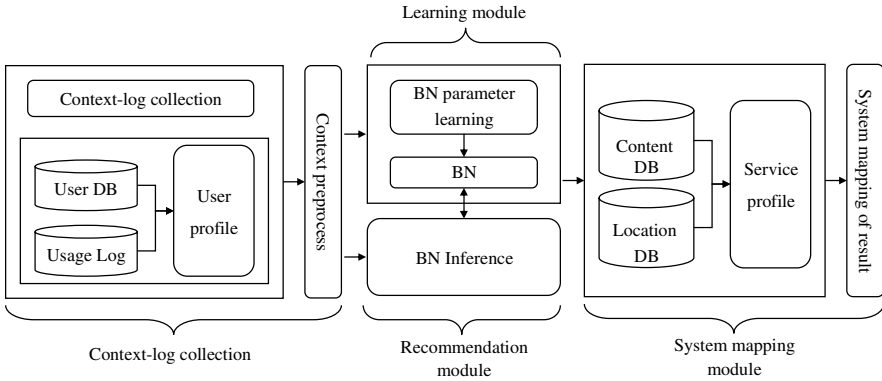 Learning module
Context-log collection
User DB
Usage Log
User
profile
Context preprocess
BN parameter
learning
BN
BN Inference
Content
DB
Location
DB
Service
profile
System mapping of result
Context-log collection
Recommendation
module
System mapping
module